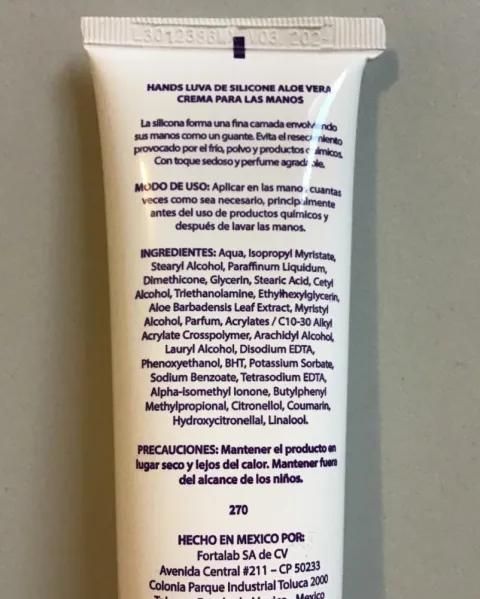 HANDS LUVA DE SILICONE ALOE VERA
CREMA PARA LAS MANOS
La silicona forma una fina camada envolviendo
sus manos como un guante. Evita el resecamiento
provocado por el frío, polvo y productos químicos.
Con toque sedoso y perfume agradable.
MODO DE USO: Aplicar en las manos cuantas
veces como sea necesario, principalmente
antes del uso de productos químicos y
después de lavar las manos.
INGREDIENTES: Aqua, Isopropyl Myristate,
Stearyl Alcohol, Paraffinum Liquidum,
Dimethicone, Glycerin, Stearic Acid, Cetyl
Alcohol, Triethanolamine, Ethylhexylglycerin,
Aloe Barbadensis Leaf Extract, Myristyl
Alcohol, Parfum, Acrylates / C10-30 Alkyl
Acrylate Crosspolymer, Arachidyl Alcohol,
Lauryl Alcohol, Disodium EDTA,
Phenoxyethanol, BHT, Potassium Sorbate,
Sodium Benzoate, Tetrasodium EDTA,
Alpha-isomethyl Ionone, Butylphenyl
Methylpropional, Citronellol, Coumarin,
Hydroxycitronellal, Linalool.
PRECAUCIONES: Mantener el producto en
lugar seco y lejos del calor. Mantener fuera
del alcance de los niños.
270
HECHO EN MEXICO POR:
Fortalab SA de CV
Avenida Central #211 – CP 50233
Colonia Parque Industrial Toluca 2000